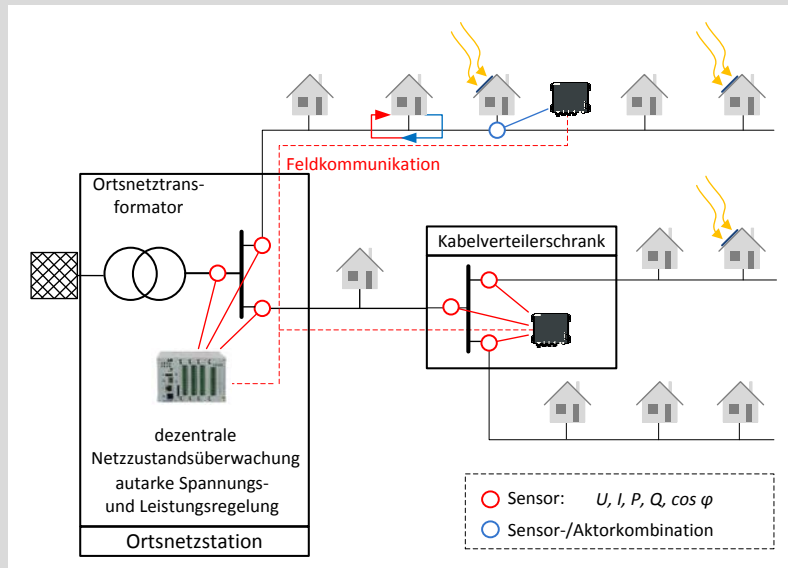 Feldkommunikation
Ortsnetztrans-
formator
Kabelverteilerschrank
dezentrale
Netzzustandsüberwachung
autarke Spannungs-
und Leistungsregelung
Ortsnetzstation
Sensor: U, I, P, Q, cos φ
Sensor-/Aktorkombination